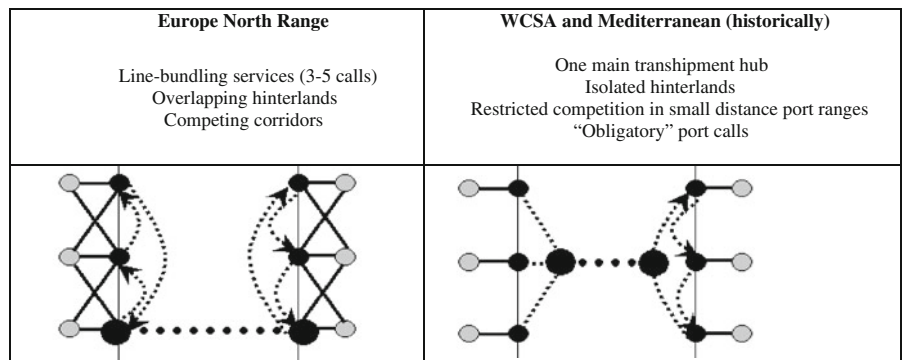 Europe North Range
Line-bundling services (3-5 calls)
Overlapping hinterlands
Competing corridors
WCSA and Mediterranean (historically)
One main transhipment hub
Isolated hinterlands
Restricted competition in small distance port ranges
“Obligatory” port calls